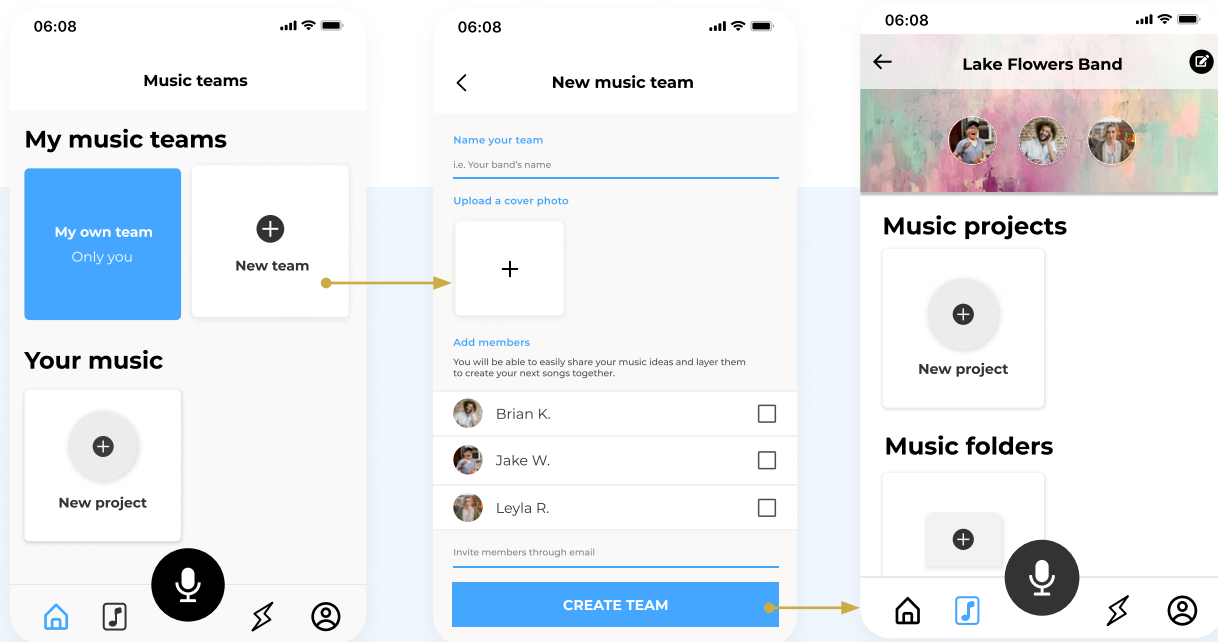 06:08
Music teams
My music teams
My own team
Only you
New team
Your music
New project
06:08
New music team
Name your team
i.e. Your band's name
Upload a cover photo
Add members
You will be able to easily share your music ideas and layer them
to create your next songs together.
Brian K.
Jake W.
Leyla R.
Invite members through email
CREATE TEAM
06:08
Lake Flowers Band
Music projects
New project
Music folders